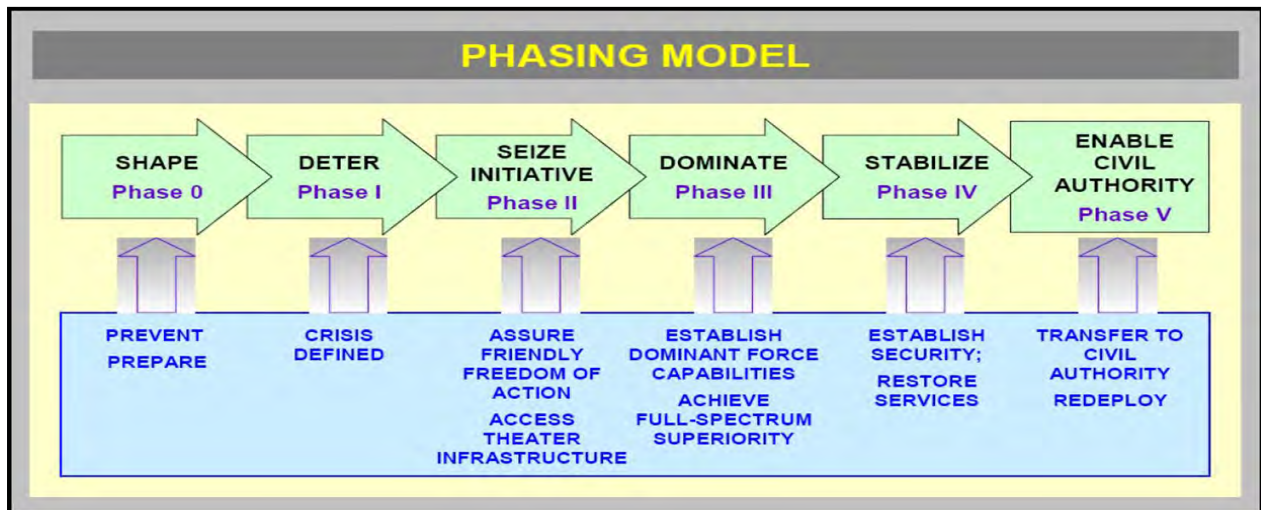 PHASING MODEL
SHAPE
Phase 0
DETER
Phase I
SEIZE
INITIATIVE
Phase II
DOMINATE
Phase III
STABILIZE
Phase IV
ENABLE
CIVIL
AUTHORITY
Phase V
PREVENT
PREPARE
CRISIS
DEFINED
ASSURE
FRIENDLY
FREEDOM OF
ACTION
ACCESS
THEATER
INFRASTRUCTURE
ESTABLISH
DOMINANT FORCE
CAPABILITIES
ACHIEVE
FULL-SPECTRUM
SUPERIORITY
ESTABLISH
SECURITY;
RESTORE
SERVICES
TRANSFER TO
CIVIL
AUTHORITY
REDEPLOY